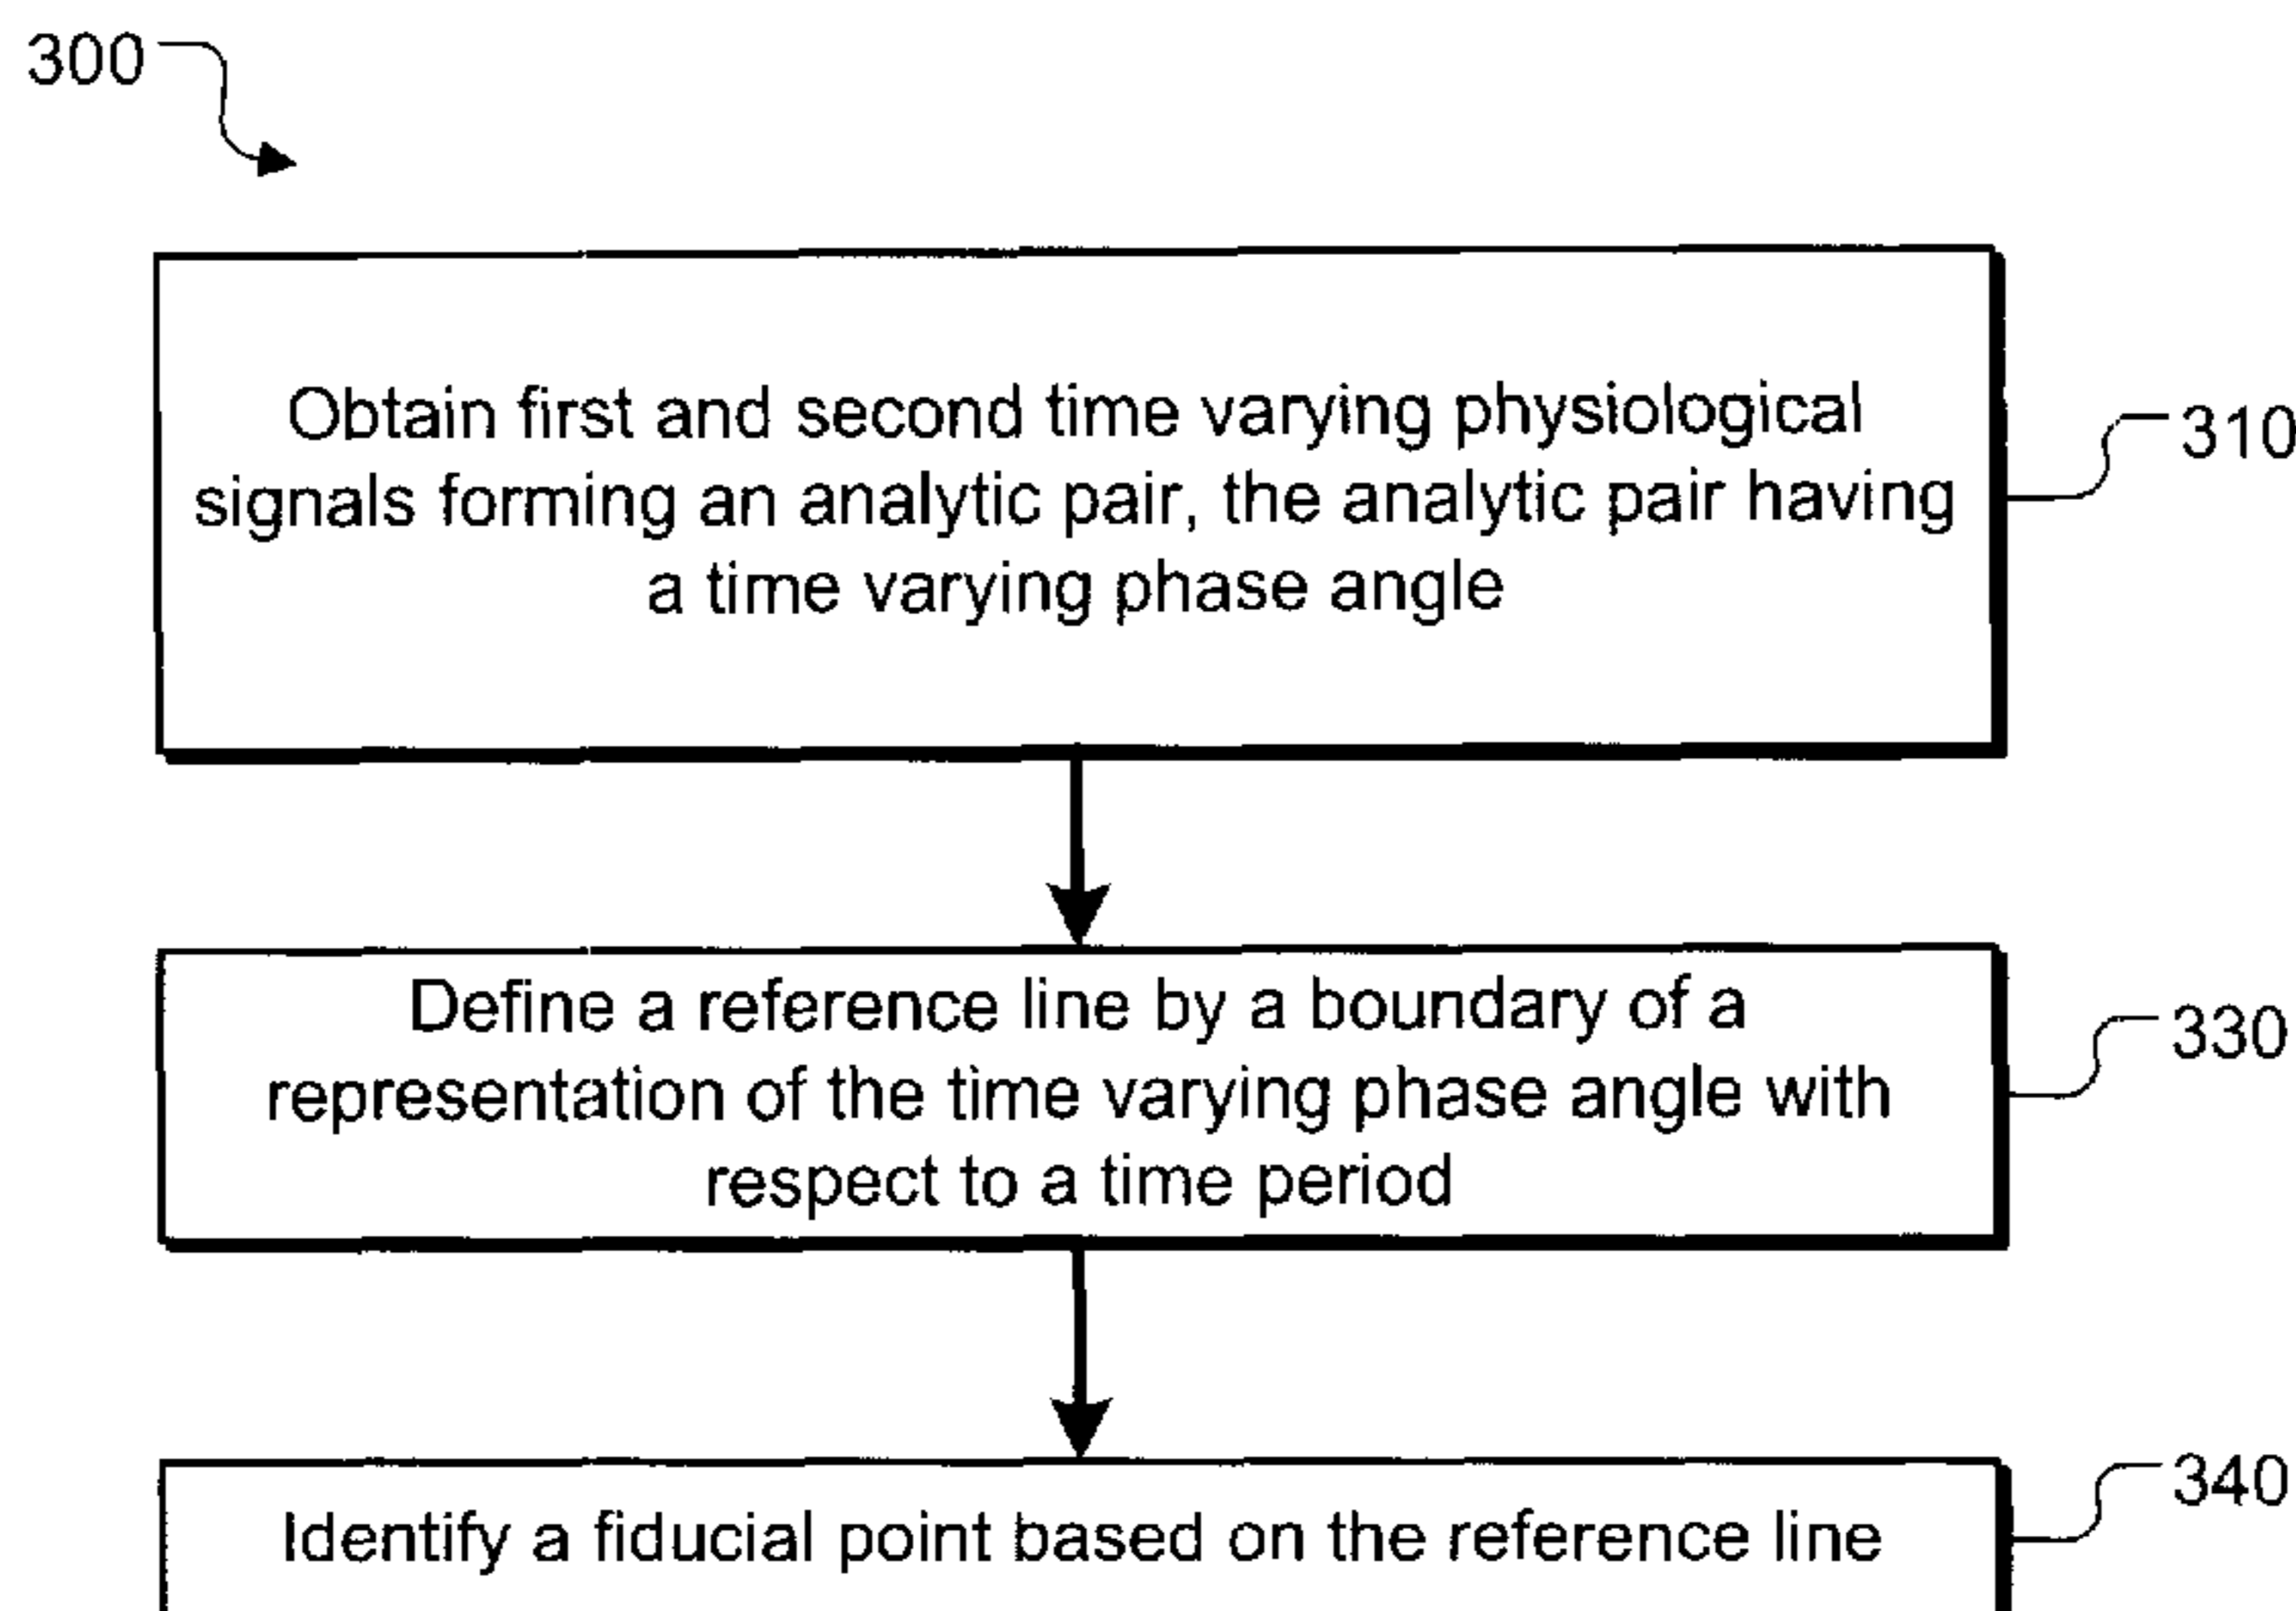 300
Obtain first and second time varying physiological
signals forming an analytic pair, the analytic pair having
a time varying phase angle
310
Define a reference line by a boundary of a
representation of the time varying phase angle with
respect to a time period
330
Identify a fiducial point based on the reference line
340